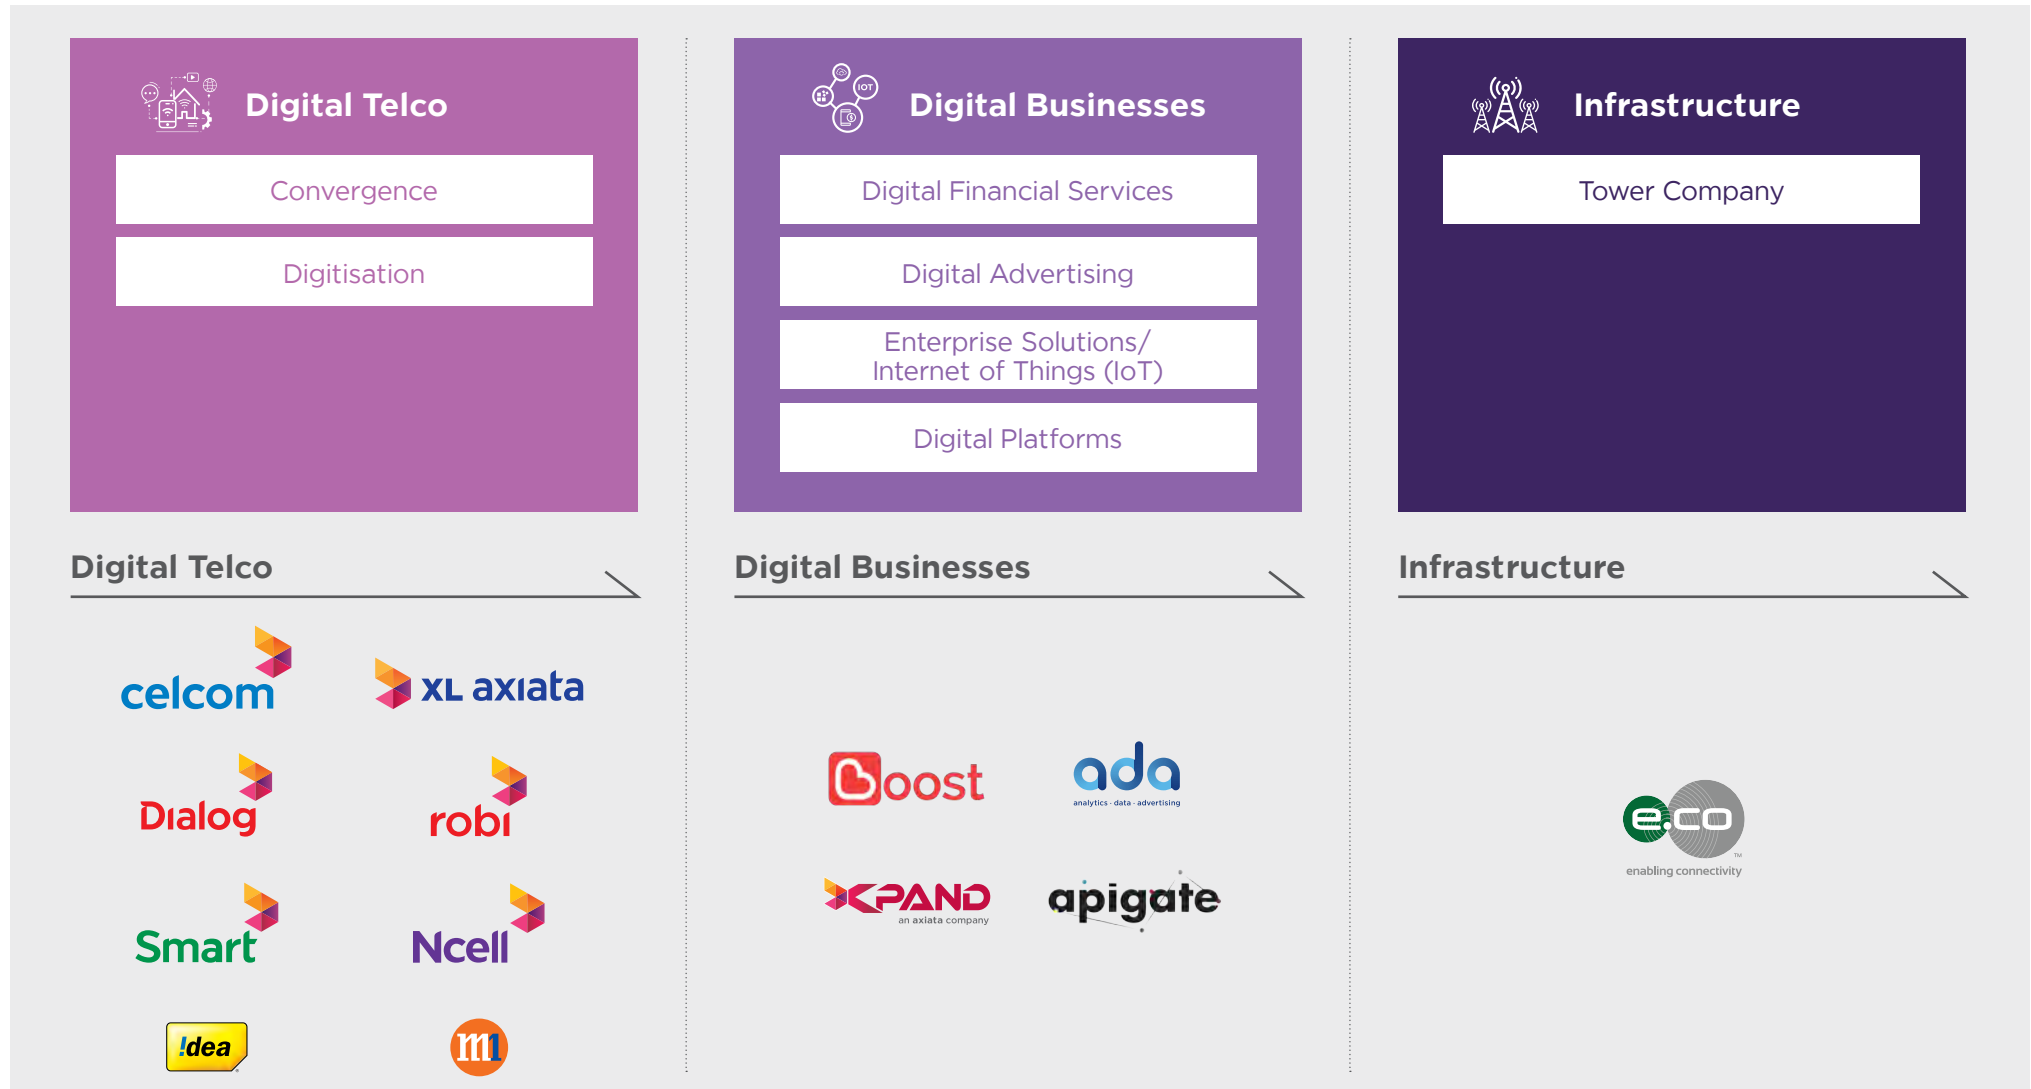 Digital Telco
Convergence
Digitisation
IOT
Digital Businesses
Digital Financial Services
Digital Advertising
Enterprise Solutions/
Internet of Things (IoT)
Digital Platforms
Infrastructure
Tower Company
Digital Telco
celcom
XL axiata
Dialog
robi
Smart
Ncell
!dea
m1
Digital Businesses
Boost
ada
analytics · data · advertising
XPAND
an axiata company
apigate
Infrastructure
e.co
TM
enabling connectivity